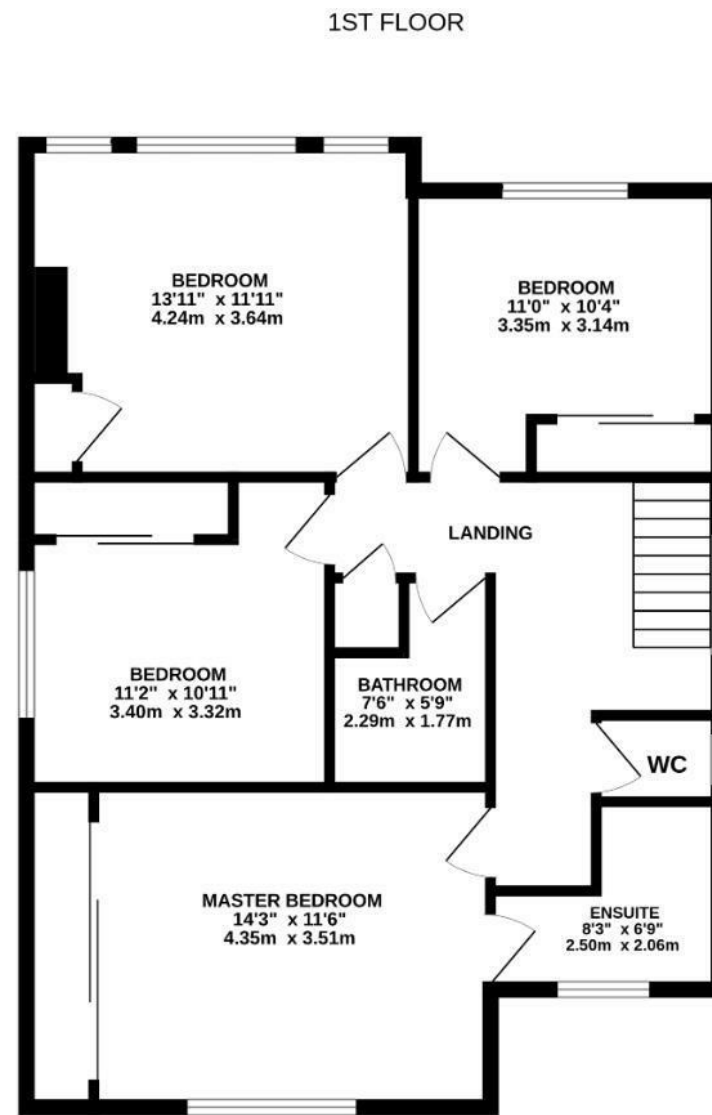 1ST FLOOR
BEDROOM
13'11" x 11'11"
4.24m x 3.64m
BEDROOM
11'0" x 10'4"
3.35m x 3.14m
LANDING
BEDROOM
11'2" x 10'11"
3.40m x 3.32m
BATHROOM
7'6" x 5'9"
2.29m x 1.77m
WC
MASTER BEDROOM
14'3" x 11'6"
4.35m x 3.51m
ENSUITE
8'3" x 6'9"
2.50m x 2.06m